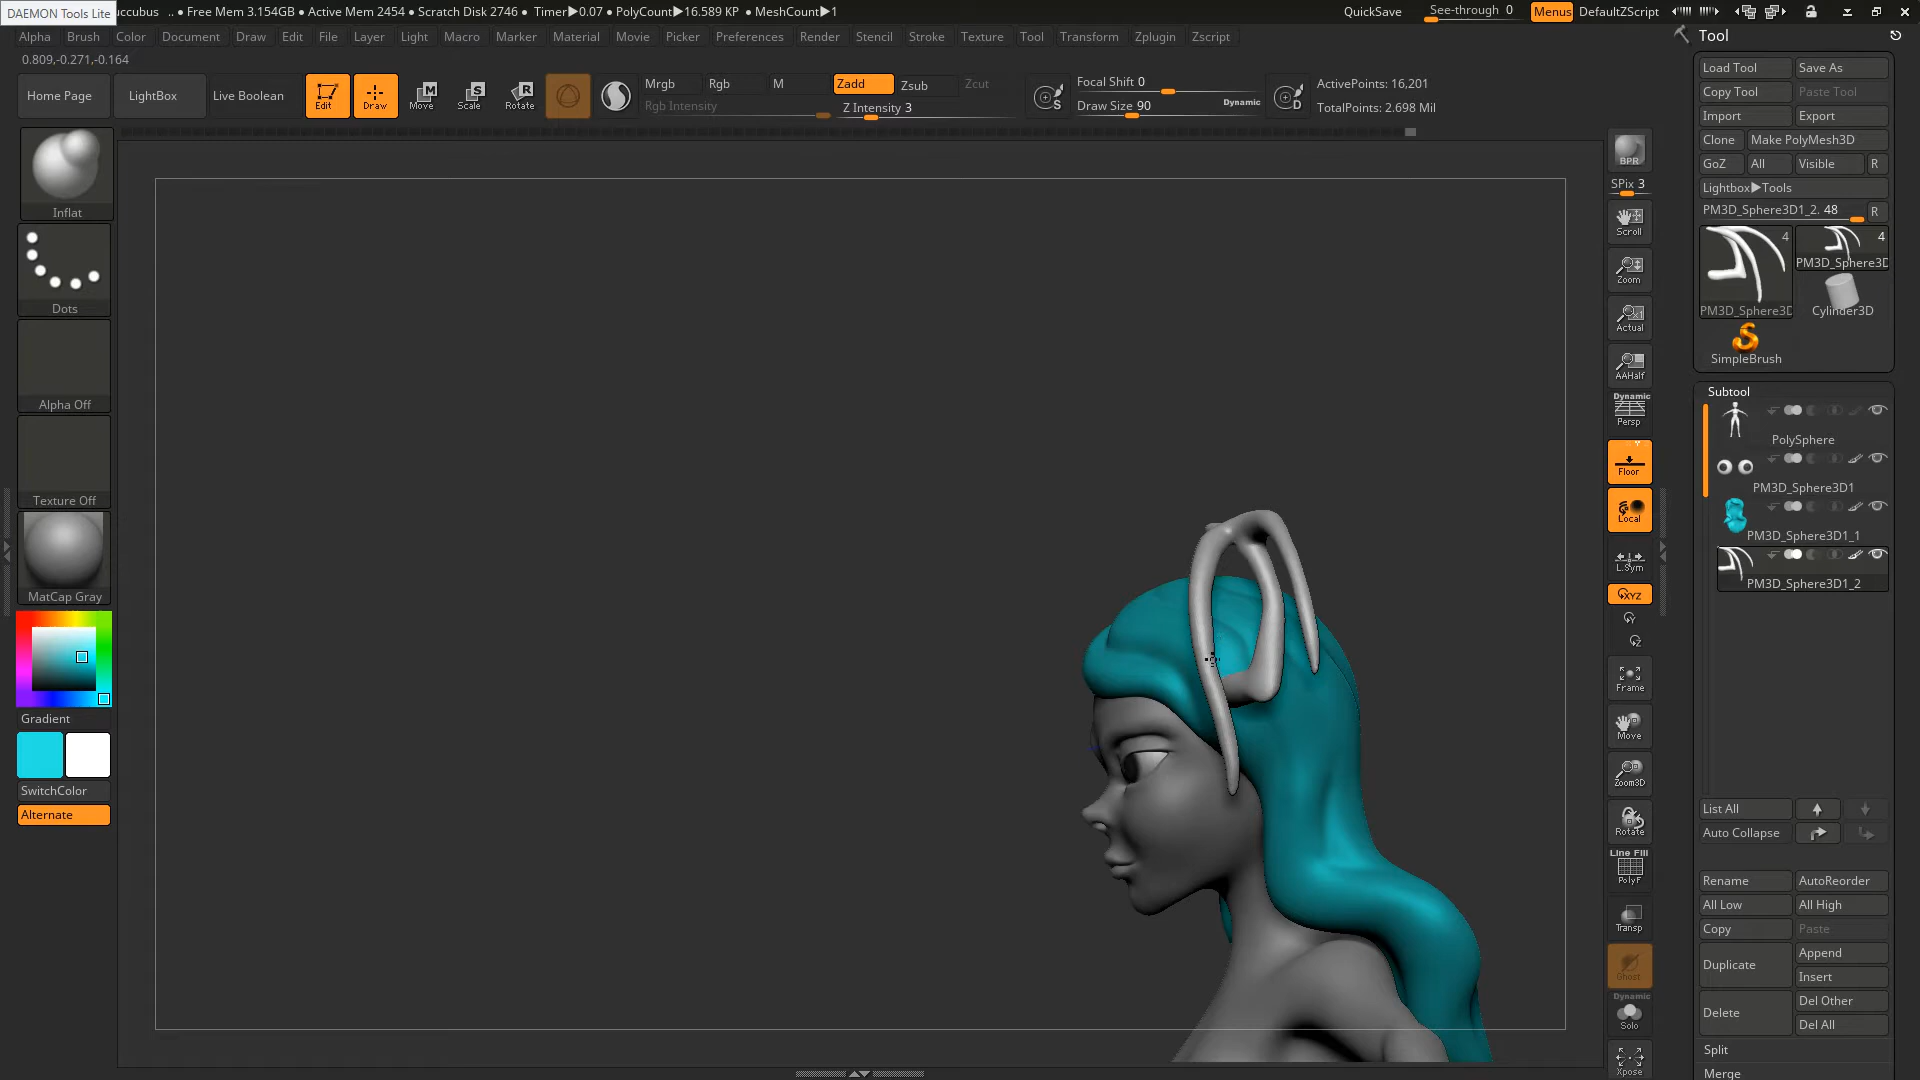 DAEMON Tools Lite
ccubus .. ● Free Mem 3.154GB ● Active Mem 2454 ● Scratch Disk 2746 ● Timer▶0.07 ● PolyCount▶16.589 KP ● MeshCount▶1
QuickSave See-through 0 Menus DefaultZScript
Alpha Brush Color Document Draw Edit File Layer Light Macro Marker Material Movie Picker Preferences Render Stencil Stroke Texture Tool Transform Zplugin Zscript
Tool
0.809,-0.271,-0.164
Home Page LightBox Live Boolean Edit Draw Move Scale Rotate
Mrgb Rgb M Zadd Zsub Zcut
Rgb Intensity Z Intensity 3
Focal Shift 0
Draw Size 90 Dynamic
S D
ActivePoints: 16,201
TotalPoints: 2.698 Mil
Inflat
Dots
Alpha Off
Texture Off
MatCap Gray
Gradient
SwitchColor
Alternate
BPR
SPix 3
Scroll
Zoom
Actual
AAHalf
Dynamic
Persp
Floor
Local
L.Sym
XYZ
Y
Z
Frame
Move
Zoom3D
Rotate
Line Fill
PolyF
Transp
Ghost
Dynamic
Solo
Xpose
Load Tool Save As
Copy Tool Paste Tool
Import Export
Clone Make PolyMesh3D
GoZ All Visible R
Lightbox▶Tools
PM3D_Sphere3D1_2. 48 R
4 4
PM3D_Sphere3D
PM3D_Sphere3D Cylinder3D
SimpleBrush
Subtool
PolySphere
PM3D_Sphere3D1
PM3D_Sphere3D1_1
PM3D_Sphere3D1_2
List All
Auto Collapse
Rename AutoReorder
All Low All High
Copy Paste
Duplicate Append
Insert
Delete Del Other
Del All
Split
Merge